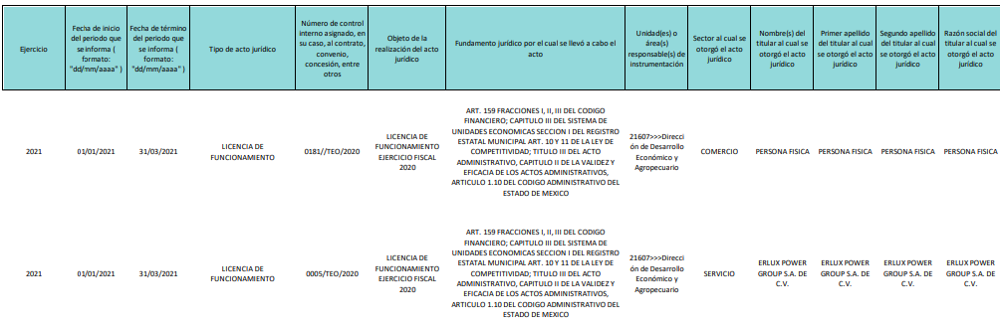 Ejercicio
Fecha de inicio
del periodo que
se informa (
formato:
"dd/mm/aaaa" )
Fecha de término
del periodo que
se informa (
formato:
"dd/mm/aaaa" )
Tipo de acto jurídico
Número de control
interno asignado, en
su caso, al contrato,
convenio,
concesión, entre
otros
Objeto de la
realización del acto
jurídico
Fundamento jurídico por el cual se llevó a cabo el
acto
Unidad(es) o
área(s)
responsable(s) de
instrumentación
Sector al cual se
otorgó el acto
jurídico
Nombre(s) del
titular al cual se
otorgó el acto
jurídico
Primer apellido
del titular al cual
se otorgó el acto
jurídico
Segundo apellido
del titular al cual
se otorgó el acto
jurídico
Razón social del
titular al cual se
otorgó el acto
jurídico
2021
01/01/2021
31/03/2021
LICENCIA DE
FUNCIONAMIENTO
0181//TEO/2020
LICENCIA DE
FUNCIONAMIENTO
EJERCICIO FISCAL
2020
ART. 159 FRACCIONES I, II, III DEL CODIGO
FINANCIERO; CAPITULO III DEL SISTEMA DE
UNIDADES ECONOMICAS SECCION I DEL REGISTRO
ESTATAL MUNICIPAL ART. 10 Y 11 DE LA LEY DE
COMPETITIVIDAD; TITULO III DEL ACTO
ADMINISTRATIVO, CAPITULO II DE LA VALIDEZ Y
EFICACIA DE LOS ACTOS ADMINISTRATIVOS,
ARTICULO 1.10 DEL CODIGO ADMINISTRATIVO DEL
ESTADO DE MEXICO
21607>>>Direcci
ón de Desarrollo
Económico y
Agropecuario
COMERCIO
PERSONA FISICA
PERSONA FISICA
PERSONA FISICA
PERSONA FISICA
2021
01/01/2021
31/03/2021
LICENCIA DE
FUNCIONAMIENTO
0005/TEO/2020
LICENCIA DE
FUNCIONAMIENTO
EJERCICIO FISCAL
2020
ART. 159 FRACCIONES I, II, III DEL CODIGO
FINANCIERO; CAPITULO III DEL SISTEMA DE
UNIDADES ECONOMICAS SECCION I DEL REGISTRO
ESTATAL MUNICIPAL ART. 10 Y 11 DE LA LEY DE
COMPETITIVIDAD; TITULO III DEL ACTO
ADMINISTRATIVO, CAPITULO II DE LA VALIDEZ Y
EFICACIA DE LOS ACTOS ADMINISTRATIVOS,
ARTICULO 1.10 DEL CODIGO ADMINISTRATIVO DEL
ESTADO DE MEXICO
21607>>>Direcci
ón de Desarrollo
Económico y
Agropecuario
SERVICIO
ERLUX POWER
GROUP S.A. DE
C.V.
ERLUX POWER
GROUP S.A. DE
C.V.
ERLUX POWER
GROUP S.A. DE
C.V.
ERLUX POWER
GROUP S.A. DE
C.V.